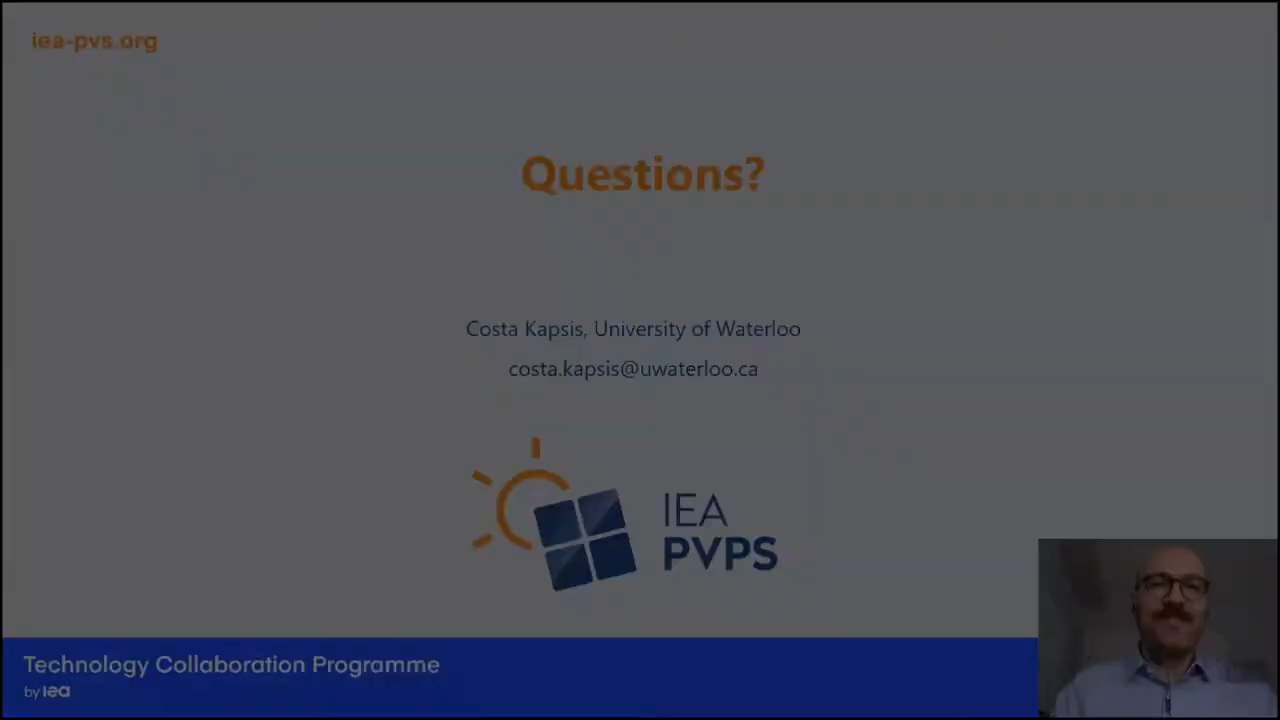 iea-pvs.org
Questions?
Costa Kapsis, University of Waterloo
costa.kapsis@uwaterloo.ca
IEA
PVPS
Technology Collaboration Programme
by iea